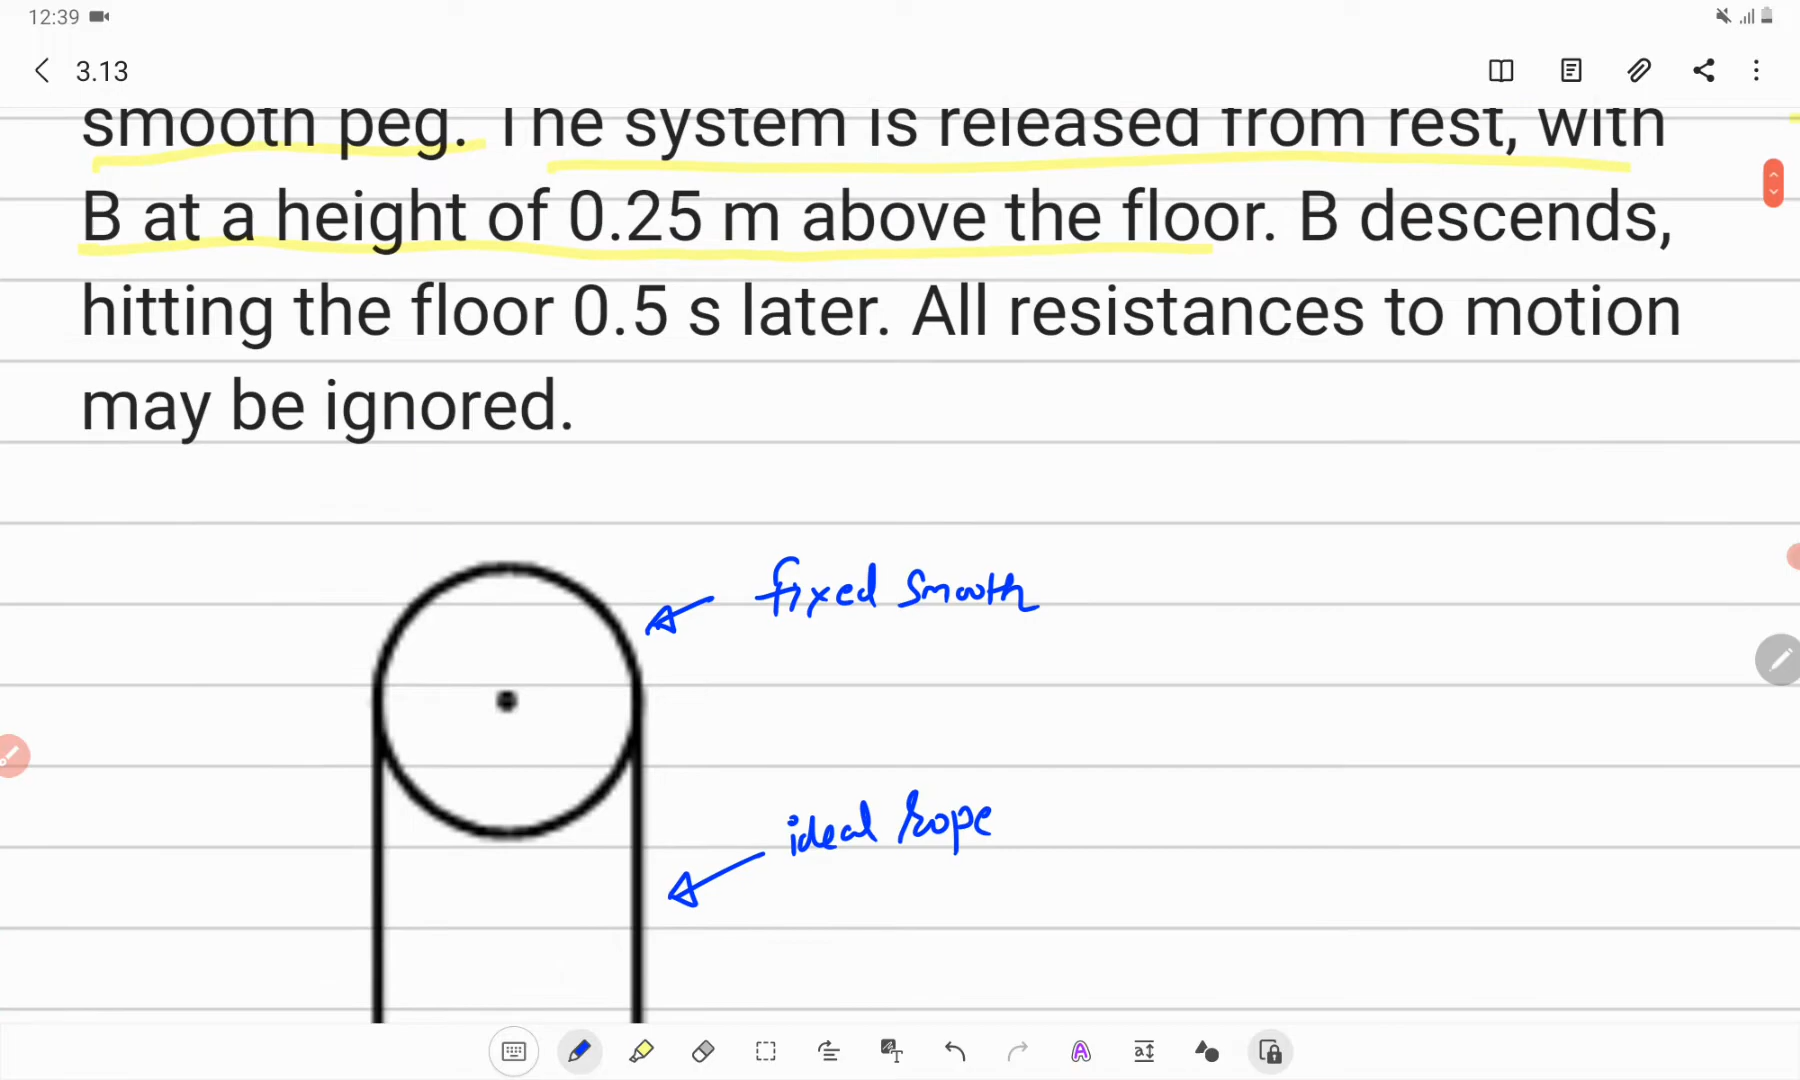 12:39
3.13
smooth peg. The system is released from rest, with
B at a height of 0.25 m above the floor. B descends,
hitting the floor 0.5 s later. All resistances to motion
may be ignored.
fixed smooth
ideal rope